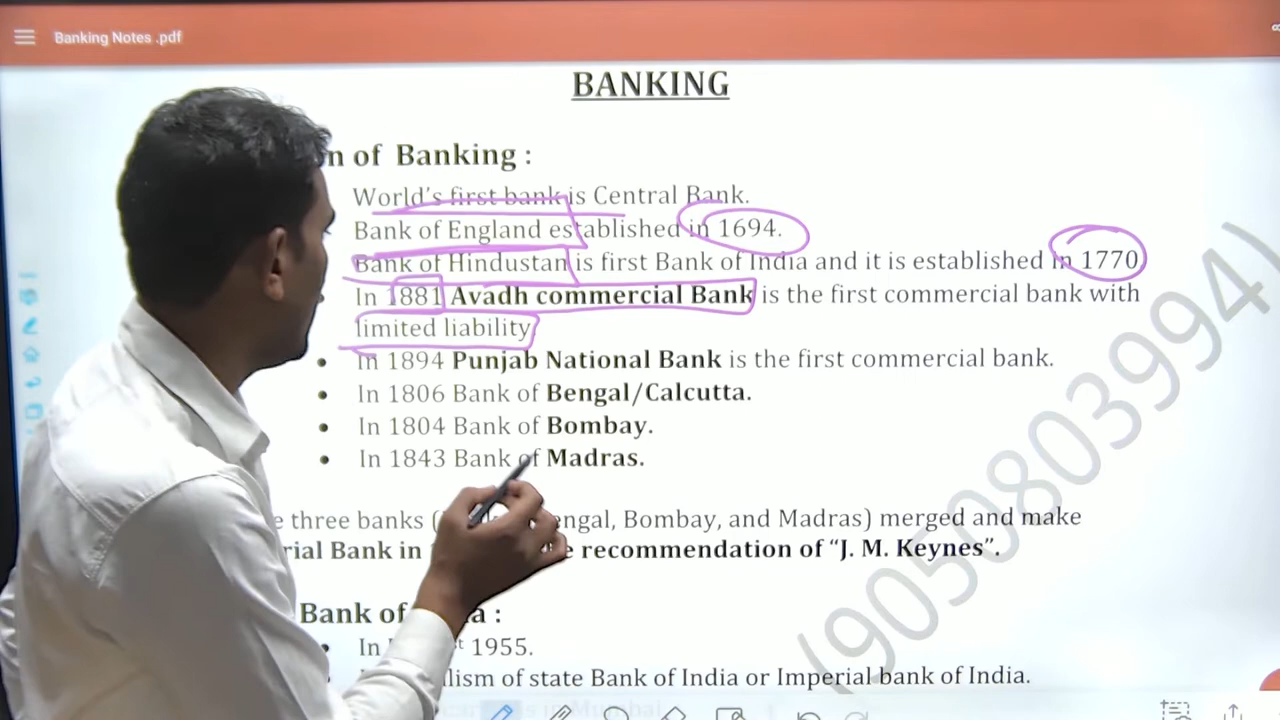 Banking Notes .pdf
BANKING
n of Banking :
World's first bank is Central Bank.
Bank of England established in 1694.
Bank of Hindustan is first Bank of India and it is established in 1770
• In 1881 Avadh commercial Bank is the first commercial bank with
limited liability
• In 1894 Punjab National Bank is the first commercial bank.
• In 1806 Bank of Bengal/Calcutta.
• In 1804 Bank of Bombay.
• In 1843 Bank of Madras.
e three banks ( engal, Bombay, and Madras) merged and make
rial Bank in e recommendation of "J. M. Keynes".
Bank of a :
• In st 1955.
lism of state Bank of India or Imperial bank of India.
in Mumbai
(9050803994)